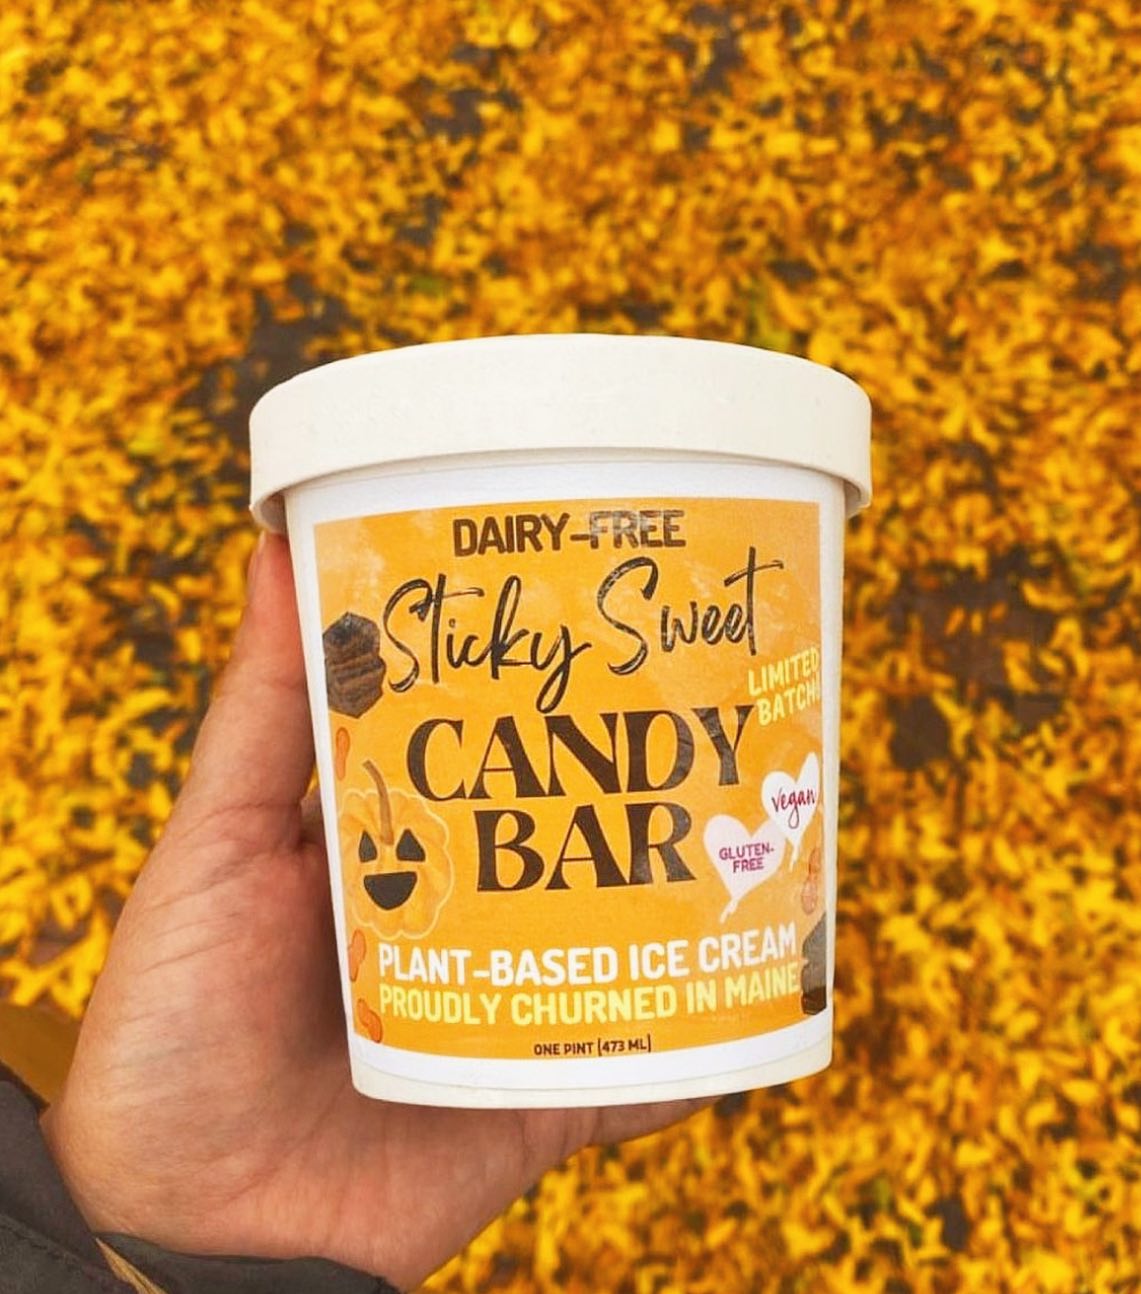 DAIRY-FREE
Sticky Sweet
LIMITED
BATCH!
CANDY
BAR
vegan
GLUTEN-
FREE
PLANT-BASED ICE CREAM
PROUDLY CHURNED IN MAINE
ONE PINT (473 ML)